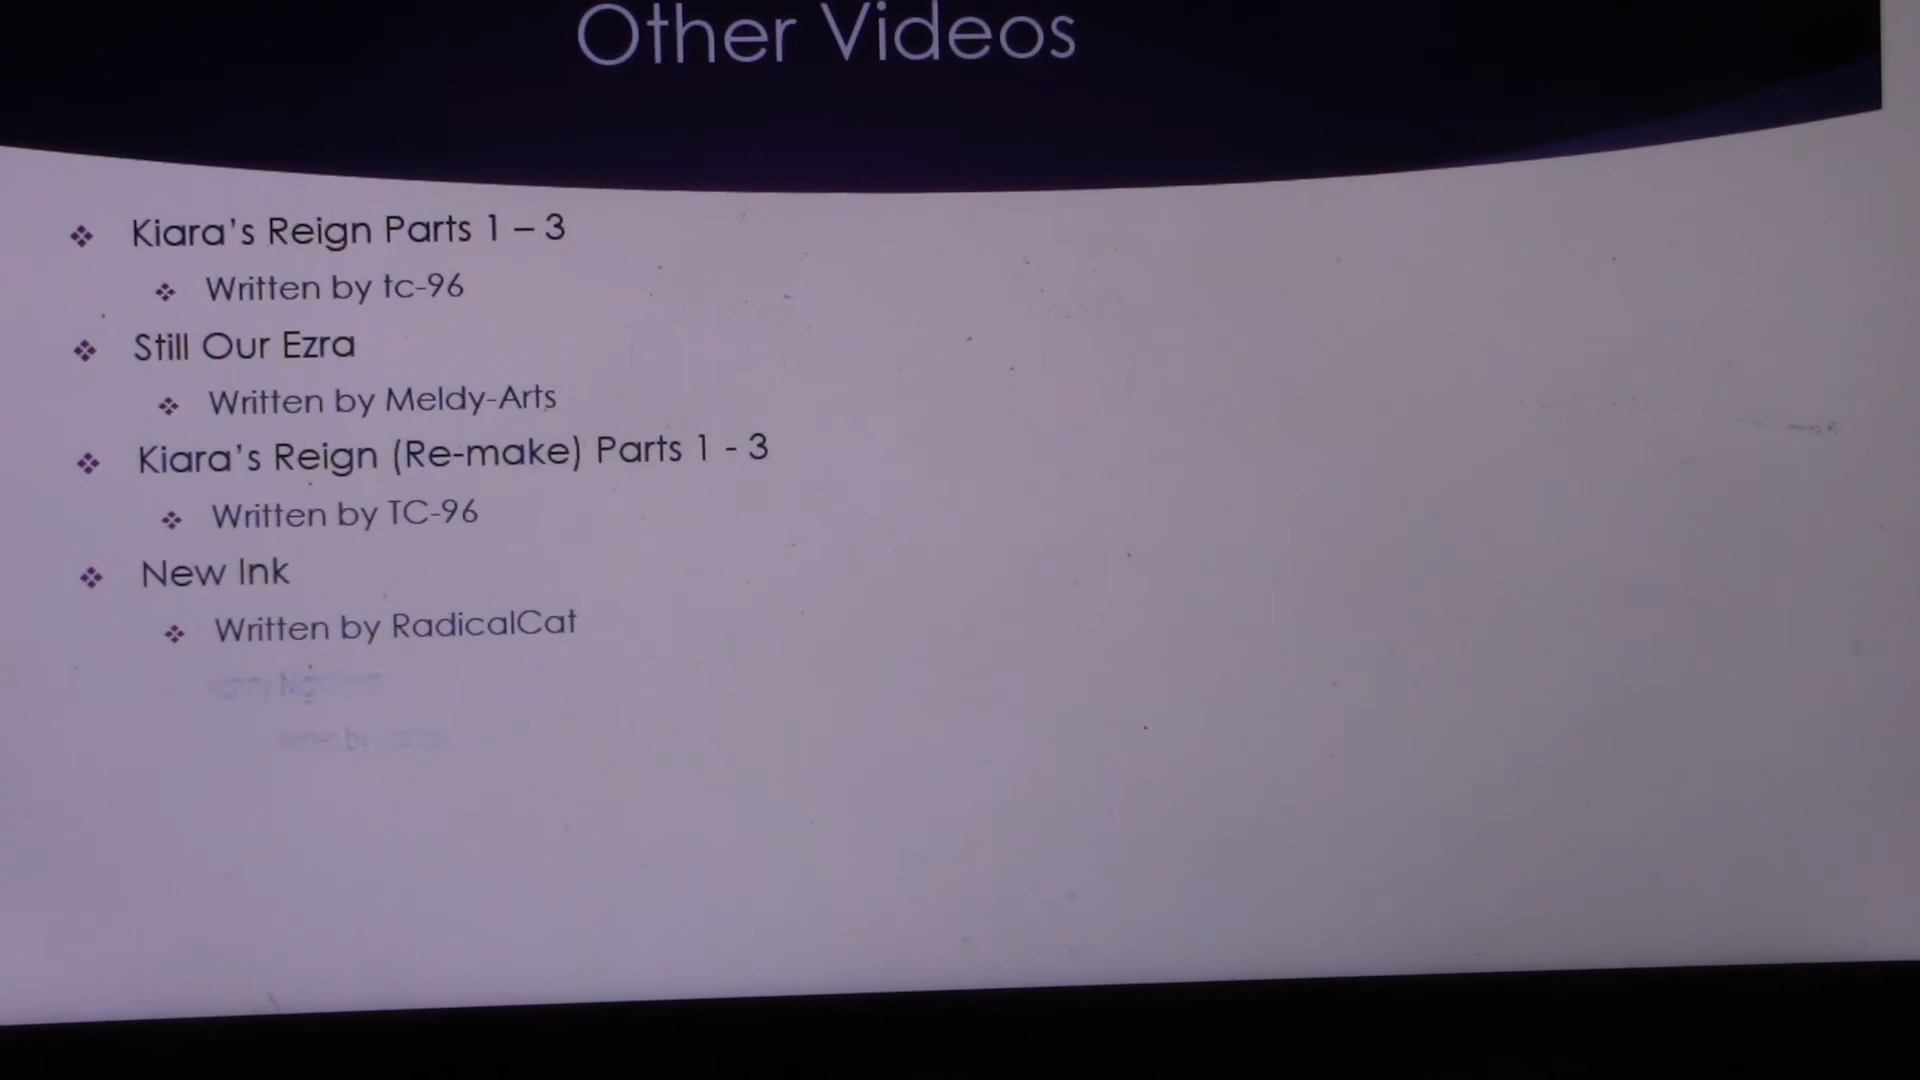 Other Videos
Kiara's Reign Parts 1 – 3
Written by tc-96
Still Our Ezra
Written by Meldy-Arts
Kiara's Reign (Re-make) Parts 1 - 3
Written by TC-96
New Ink
Written by RadicalCat
by